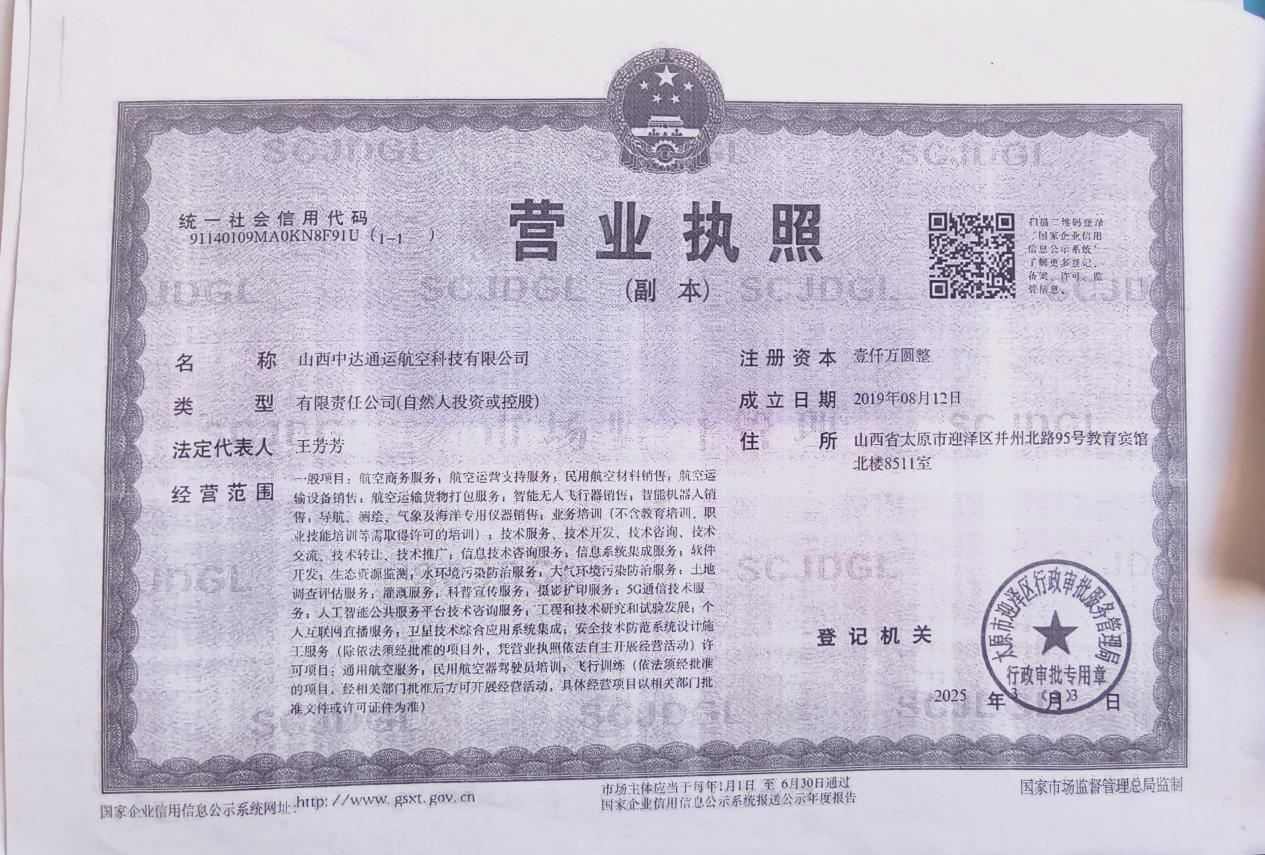 统一社会信用代码
91140109MA0KN8F91U（1-1 ）
营业执照
（副 本）
扫描二维码登录
‘国家企业信用
信息公示系统’
了解更多登记、
备案、许可、监
管信息。
名 称 山西中达通运航空科技有限公司
类 型 有限责任公司(自然人投资或控股)
法定代表人 王芳芳
经营范围 一般项目：航空商务服务；航空运营支持服务；民用航空材料销售；航空运
输设备销售；航空运输货物打包服务；智能无人飞行器销售；智能机器人销
售；导航、测绘、气象及海洋专用仪器销售；业务培训（不含教育培训、职
业技能培训等需取得许可的培训）；技术服务、技术开发、技术咨询、技术
交流、技术转让、技术推广；信息技术咨询服务；信息系统集成服务；软件
开发；生态资源监测；水环境污染防治服务；大气环境污染防治服务；土地
调查评估服务；灌溉服务；科普宣传服务；摄影扩印服务；5G通信技术服
务；人工智能公共服务平台技术咨询服务；工程和技术研究和试验发展；个
人互联网直播服务；卫星技术综合应用系统集成；安全技术防范系统设计施
工服务（除依法须经批准的项目外，凭营业执照依法自主开展经营活动）许
可项目：通用航空服务；民用航空器驾驶员培训；飞行训练（依法须经批准
的项目，经相关部门批准后方可开展经营活动，具体经营项目以相关部门批
准文件或许可证件为准）
注册资本 壹仟万圆整
成立日期 2019年08月12日
住 所 山西省太原市迎泽区并州北路95号教育宾馆
北楼8511室
登记机关
太原市迎泽区行政审批服务管理局
行政审批专用章
2025 年 3 月 3 日
国家企业信用信息公示系统网址:http://www.gsxt.gov.cn
市场主体应当于每年1月1日 至 6月30日通过
国家企业信用信息公示系统报送公示年度报告
国家市场监督管理总局监制